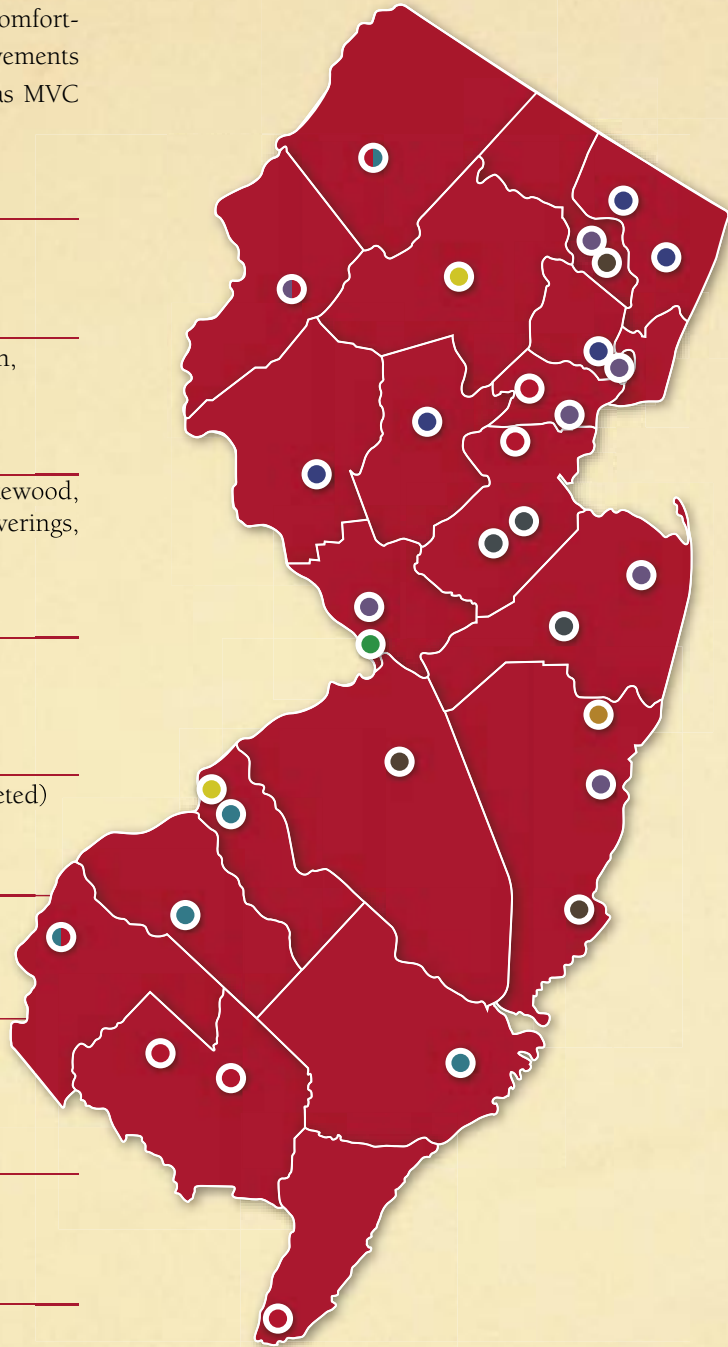 omfort-
vements
as MVC
n,
ewood,
verings,
eted)